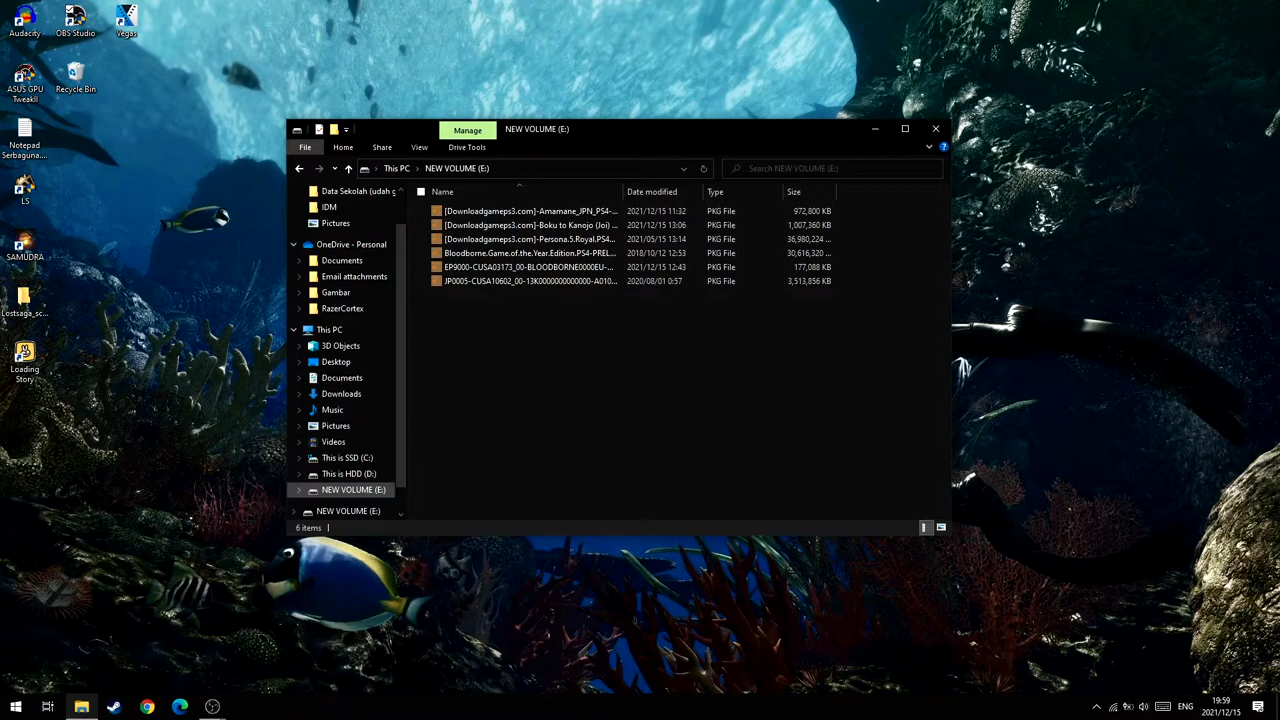 Audacity
OBS Studio
Vegas
ASUS GPU
TweakII
Recycle Bin
Notepad
Serbaguna....
LS
SAMUDRA
Lostsaga_sc...
Loading
Story
Manage
NEW VOLUME (E:)
File
Home
Share
View
Drive Tools
This PC
NEW VOLUME (E:)
Search NEW VOLUME (E:)
Data Sekolah (udah g
IDM
Pictures
OneDrive - Personal
Documents
Email attachments
Gambar
RazerCortex
This PC
3D Objects
Desktop
Documents
Downloads
Music
Pictures
Videos
This is SSD (C:)
This is HDD (D:)
NEW VOLUME (E:)
NEW VOLUME (E:)
Name Date modified Type Size
[Downloadgameps3.com]-Amamane_JPN_PS4-... 2021/12/15 11:32 PKG File 972,800 KB
[Downloadgameps3.com]-Boku to Kanojo (Joi) ... 2021/12/15 13:06 PKG File 1,007,360 KB
[Downloadgameps3.com]-Persona.5.Royal.PS4... 2021/05/15 13:14 PKG File 36,980,224 ...
Bloodborne.Game.of.the.Year.Edition.PS4-PREL... 2018/10/12 12:53 PKG File 30,616,320 ...
EP9000-CUSA03173_00-BLOODBORNE0000EU-... 2021/12/15 12:43 PKG File 177,088 KB
JP0005-CUSA10602_00-13K0000000000000-A010... 2020/08/01 0:57 PKG File 3,513,856 KB
6 items
ENG
19:59
2021/12/15